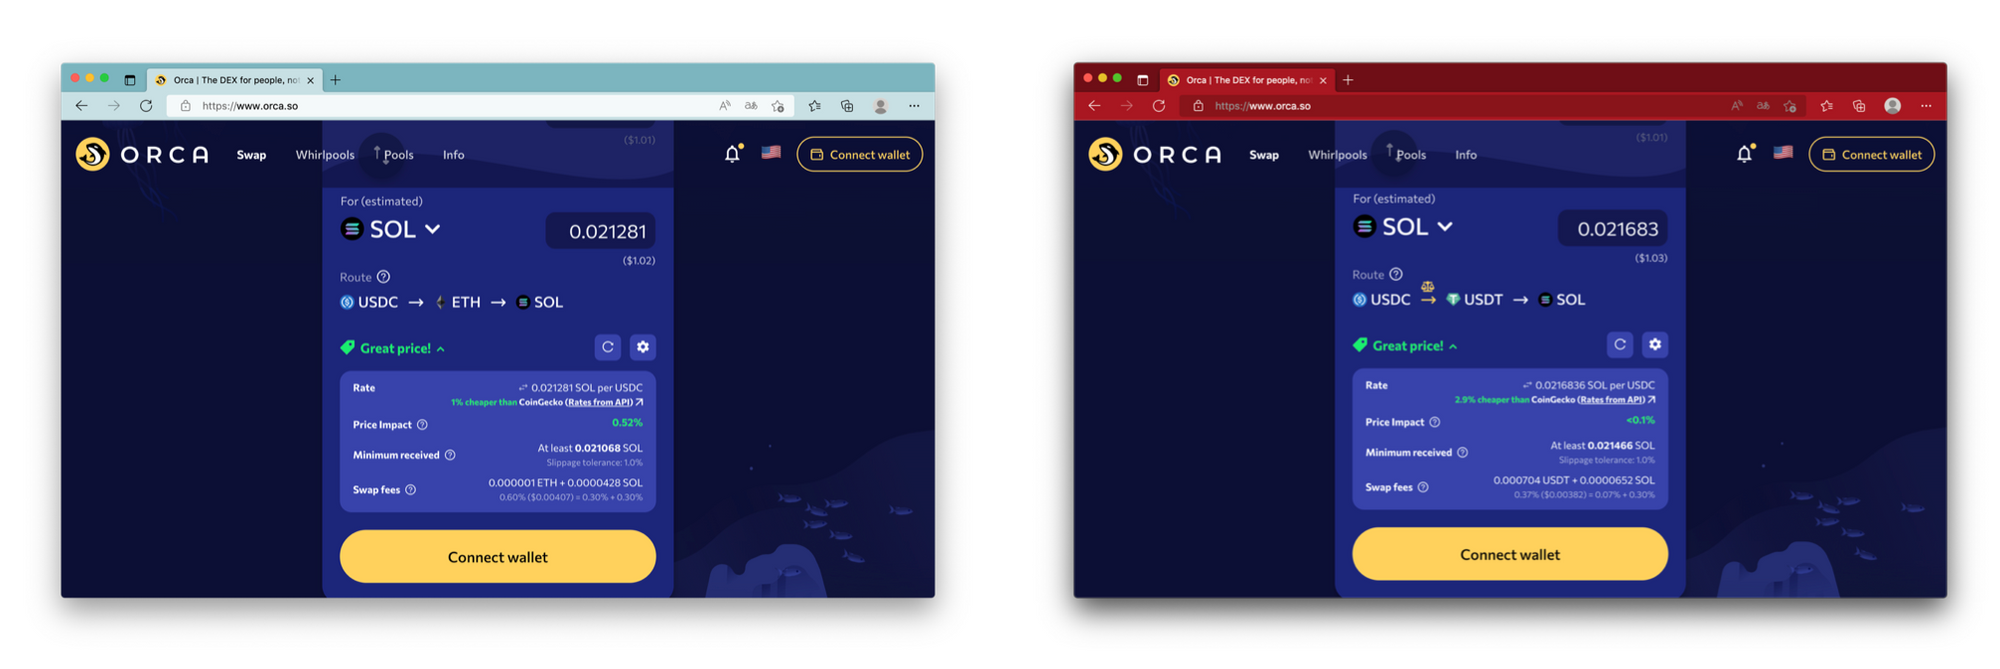 Orca | The DEX for people, no
https://www.orca.so
ORCA
Swap
Whirlpools
Pools
Info
Connect wallet
($1.01)
For (estimated)
SOL
0.021281
($1.02)
Route
USDC → ETH → SOL
Great price!
Rate
0.021281 SOL per USDC
1% cheaper than CoinGecko (Rates from API)
Price Impact
0.52%
Minimum received
At least 0.021068 SOL
Slippage tolerance: 1.0%
Swap fees
0.000001 ETH + 0.0000428 SOL
0.60% ($0.00407) = 0.30% + 0.30%
Connect wallet
Orca | The DEX for people, no
https://www.orca.so
ORCA
Swap
Whirlpools
Pools
Info
Connect wallet
($1.01)
For (estimated)
SOL
0.021683
($1.03)
Route
USDC → USDT → SOL
Great price!
Rate
0.0216836 SOL per USDC
2.9% cheaper than CoinGecko (Rates from API)
Price Impact
<0.1%
Minimum received
At least 0.021466 SOL
Slippage tolerance: 1.0%
Swap fees
0.000704 USDT + 0.0000652 SOL
0.37% ($0.00382) = 0.07% + 0.30%
Connect wallet